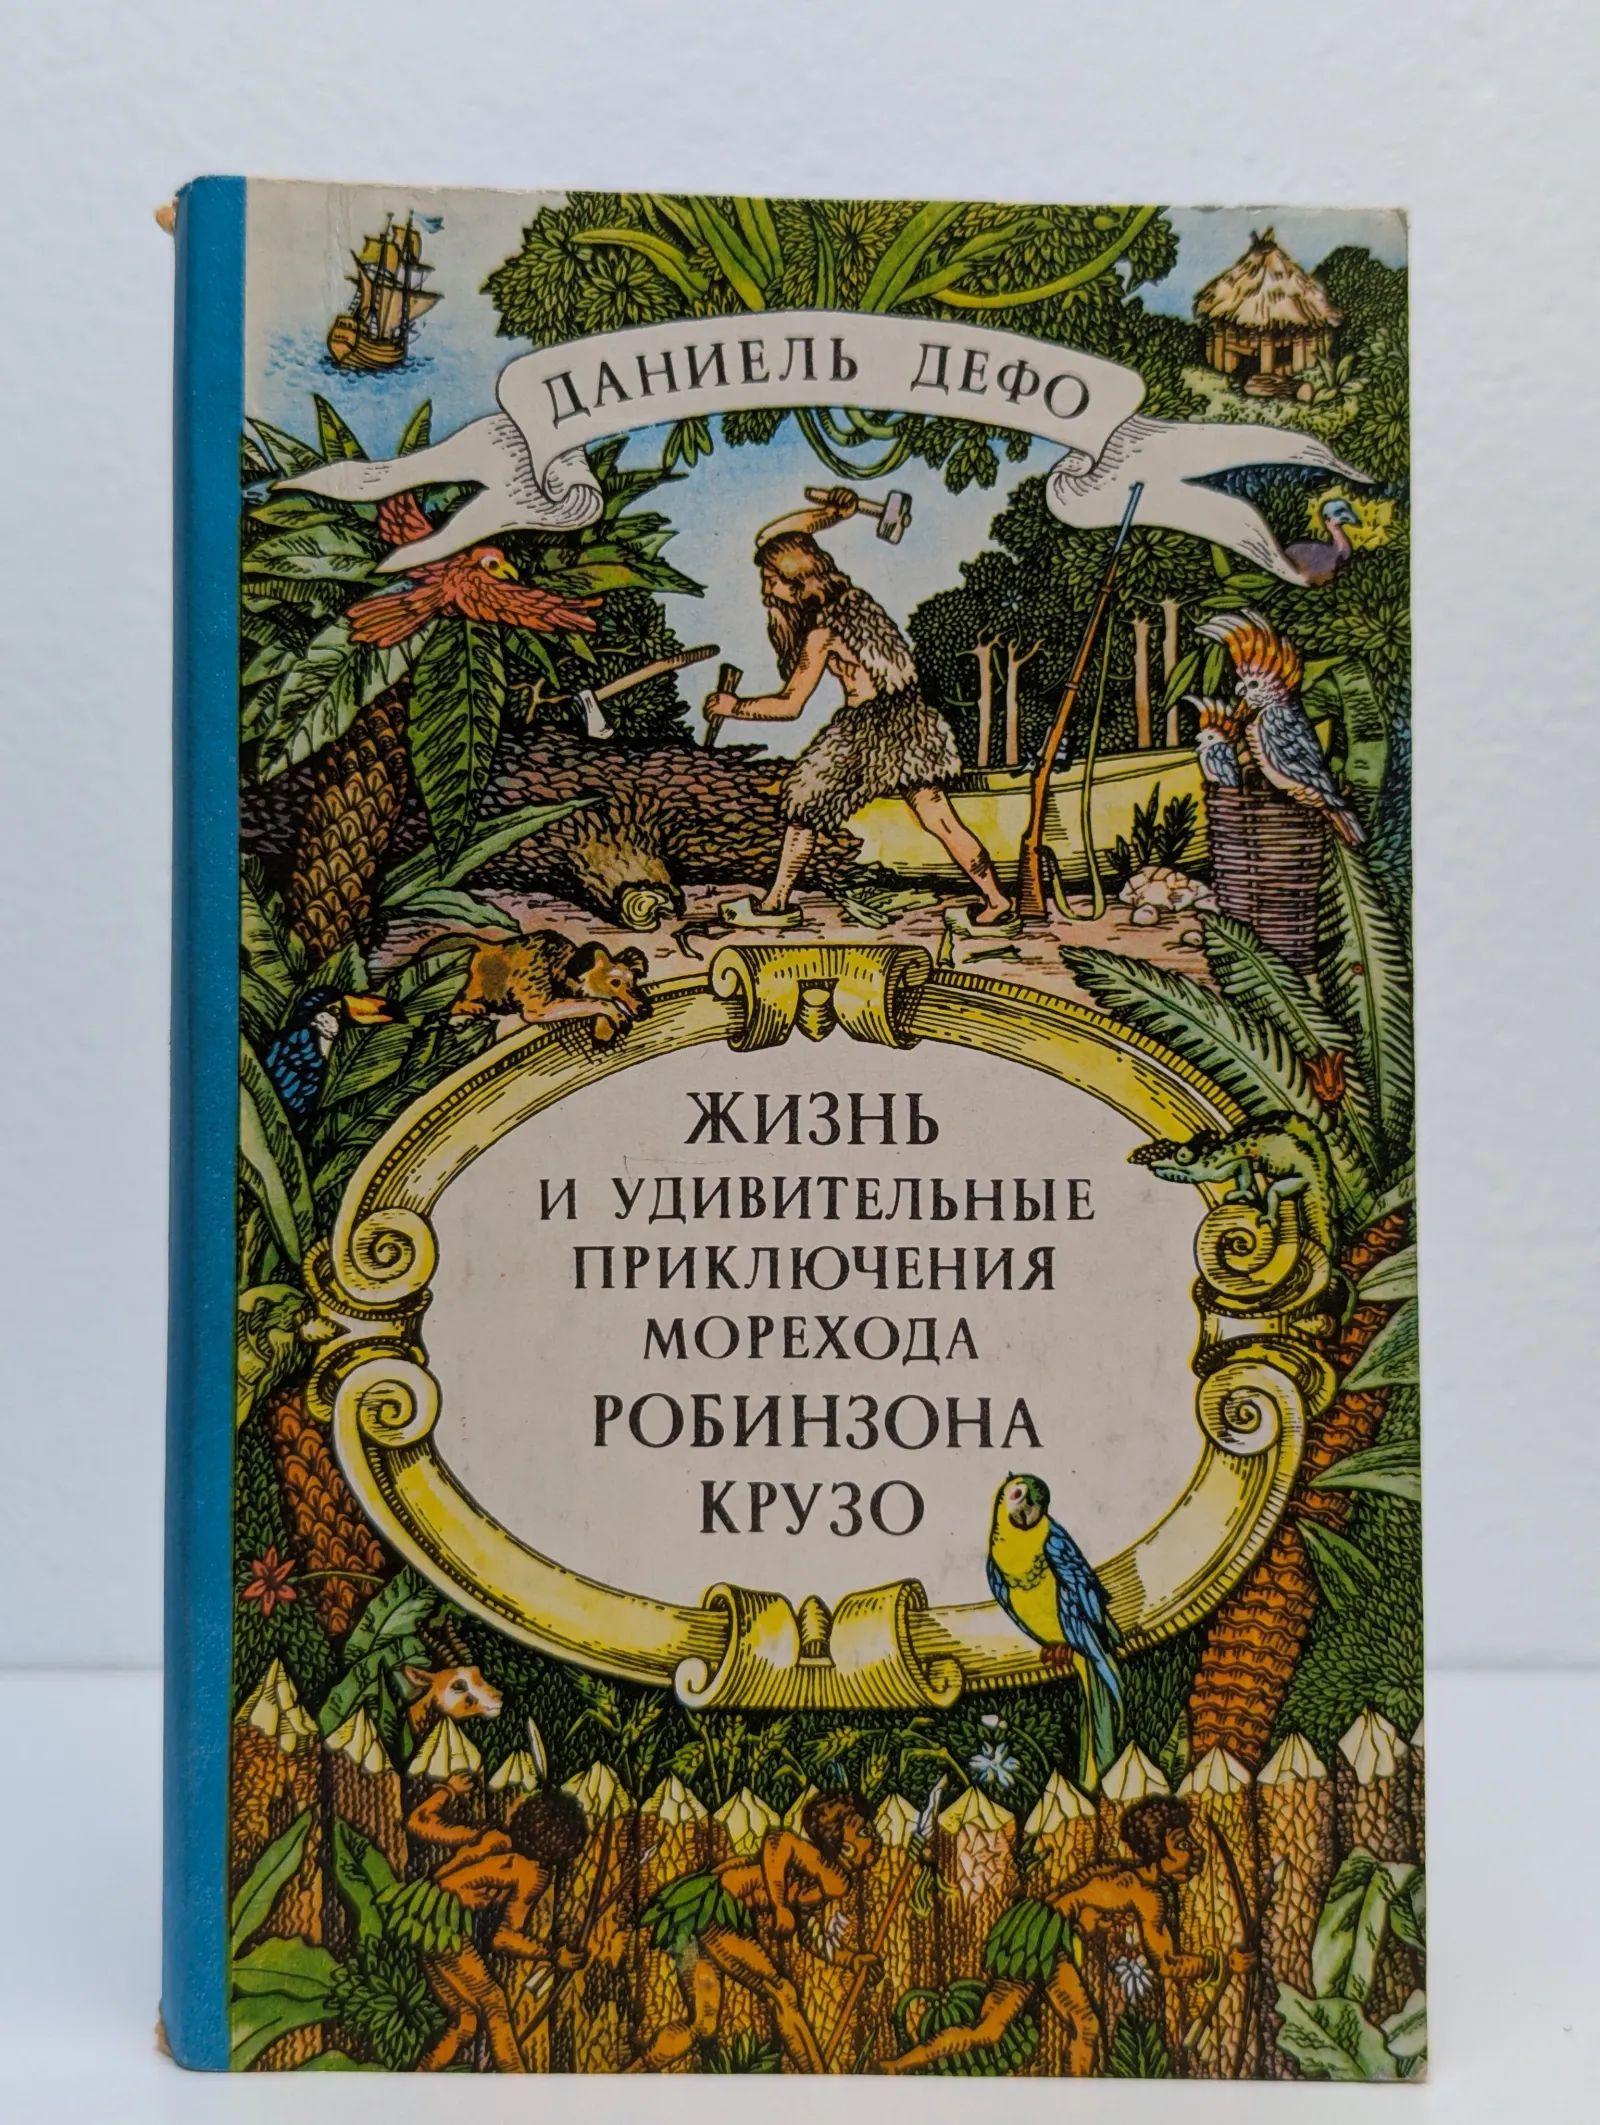 ДАНИЕЛЬ ДЕФО
ЖИЗНЬ
И УДИВИТЕЛЬНЫЕ
ПРИКЛЮЧЕНИЯ
МОРЕХОДА
РОБИНЗОНА
КРУЗО